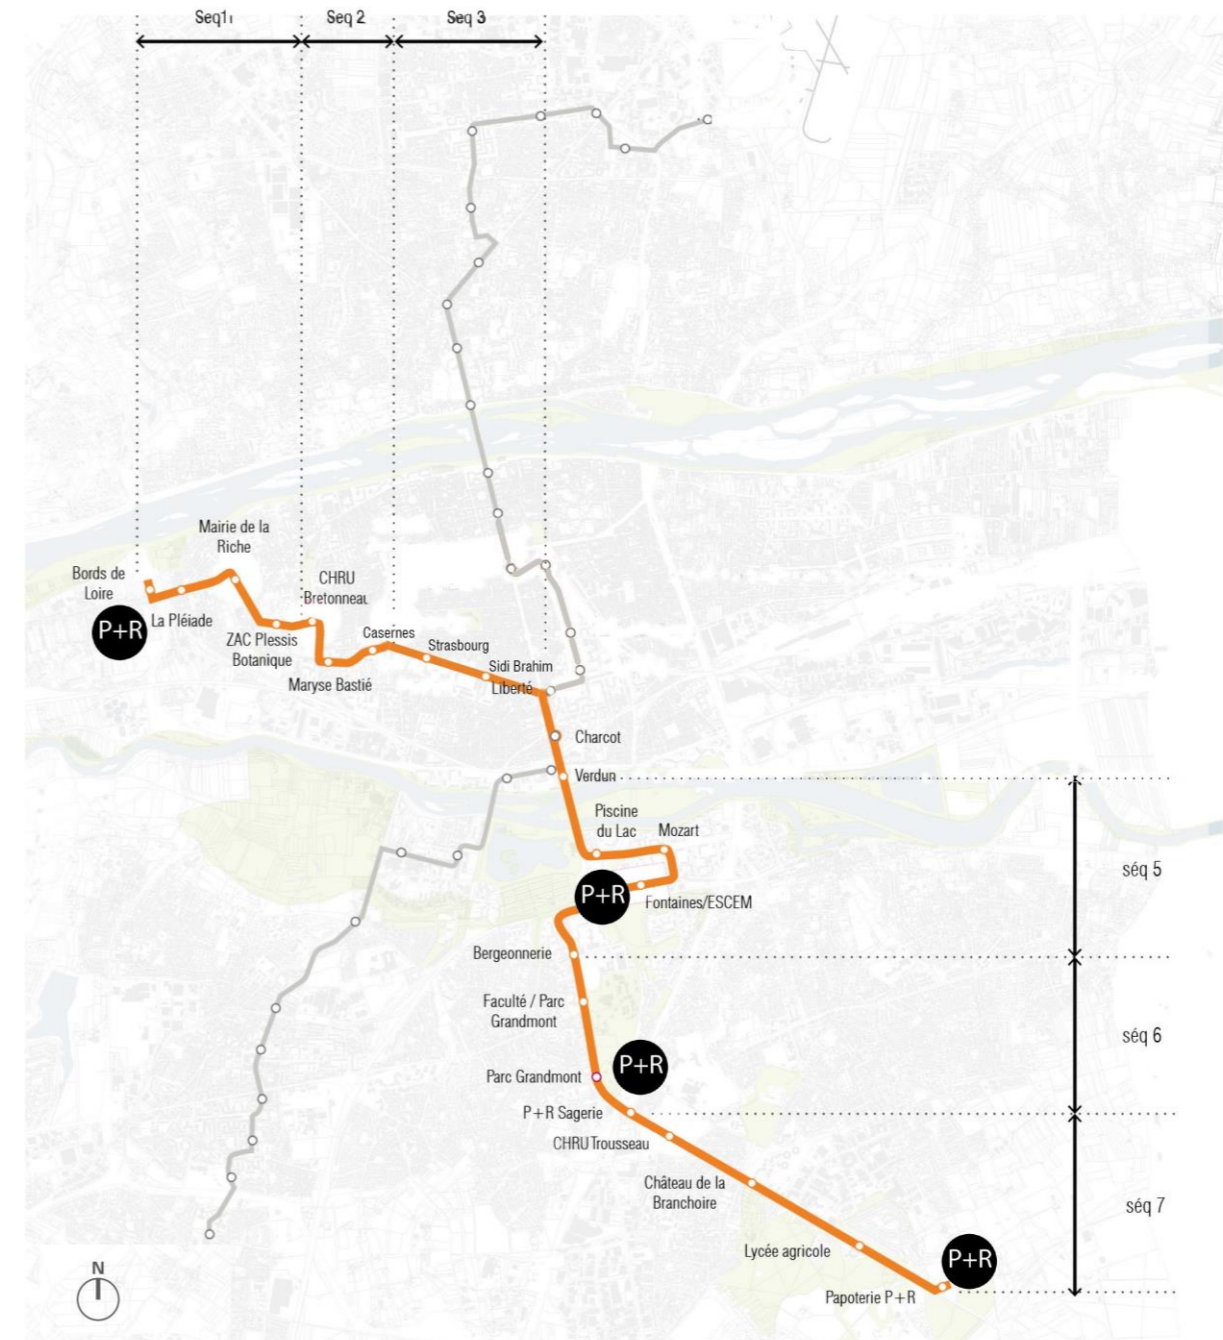 Seq1
Seq 2
Seq 3
Mairie de la
Riche
Bords de
Loire
P+R
La Pléiade
CHRU
Bretonneau
ZAC Plessis
Botanique
Maryse Bastié
Casernes
Strasbourg
Sidi Brahim
Liberté
Charcot
Verdun
Piscine
du Lac
Mozart
séq 5
P+R
Fontaines/ESCEM
Bergeonnerie
Faculté / Parc
Grandmont
séq 6
Parc Grandmont
P+R
P+R Sagerie
CHRU Trousseau
Château de la
Branchoire
séq 7
Lycée agricole
P+R
Papoterie P+R
N